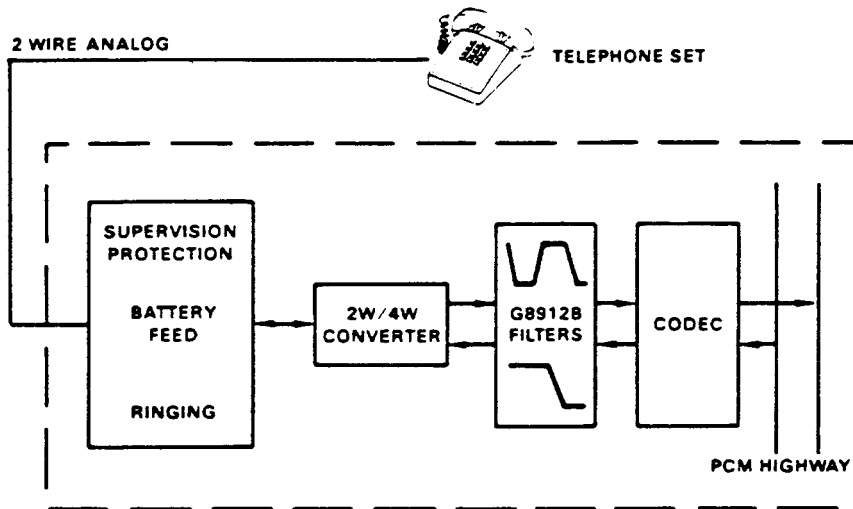 2 WIRE ANALOG
TELEPHONE SET
SUPERVISION
PROTECTION
BATTERY
FEED
RINGING
2W/4W
CONVERTER
G8912B
FILTERS
CODEC
PCM HIGHWAY